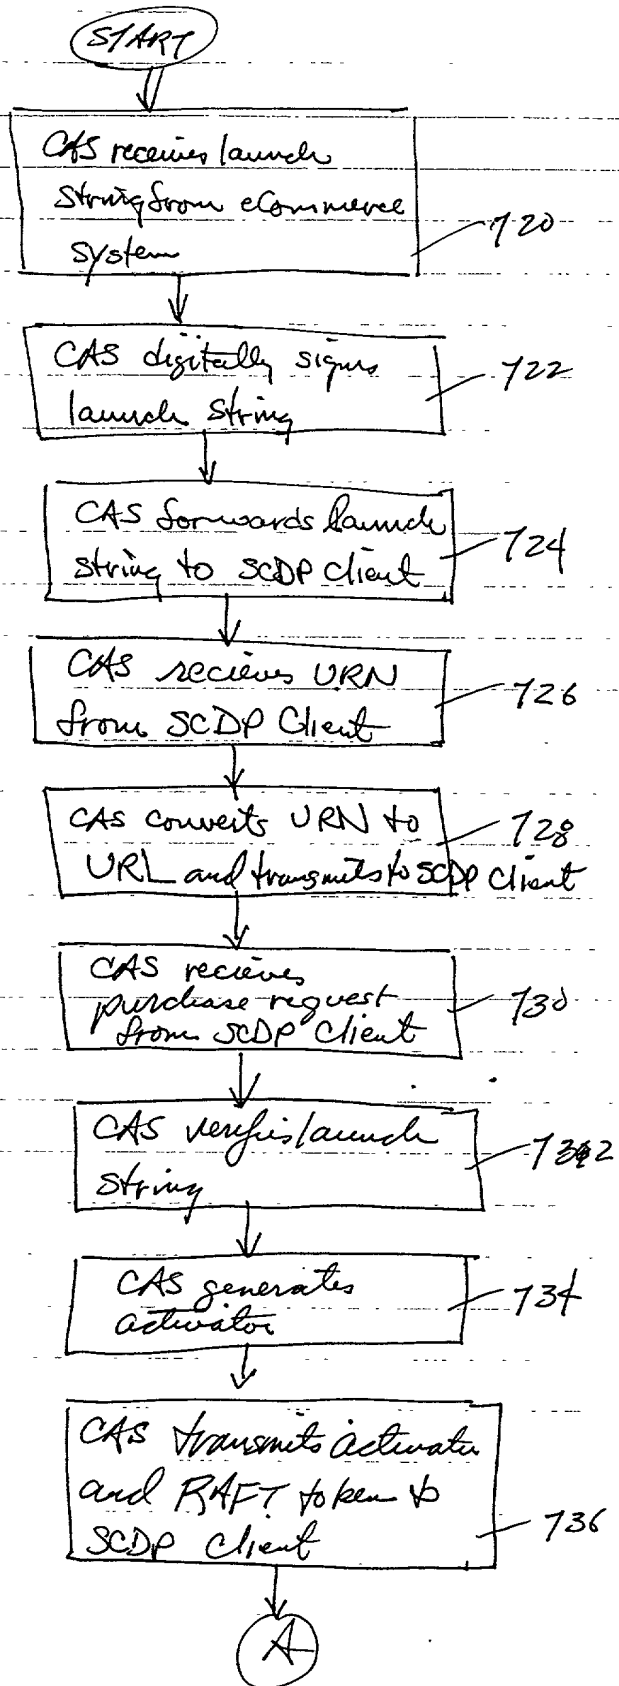 START
CAS receives launch
string from eCommerce
system
720
CAS digitally signs
launch string
722
CAS forwards launch
string to SCDP client
724
CAS recieves URN
from SCDP Client
726
CAS converts URN to
URL and transmits to SCDP Client
728
CAS recieves
purchase request
from SCDP Client
730
CAS verifies launch
string
732
CAS generates
activator
734
CAS transmits activator
and RAFT token to
SCDP client
736
A